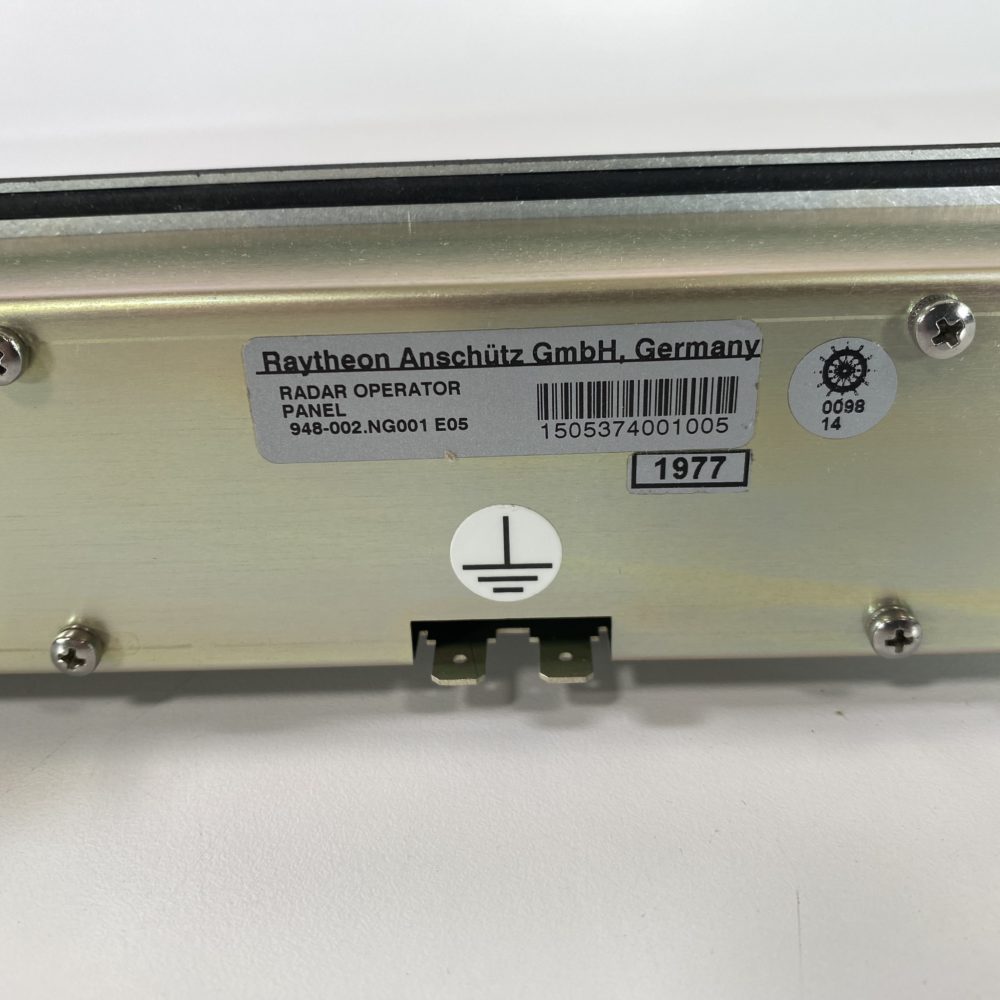 Raytheon Anschütz GmbH, Germany
RADAR OPERATOR
PANEL
948-002.NG001 E05
1505374001005
0098
14
1977